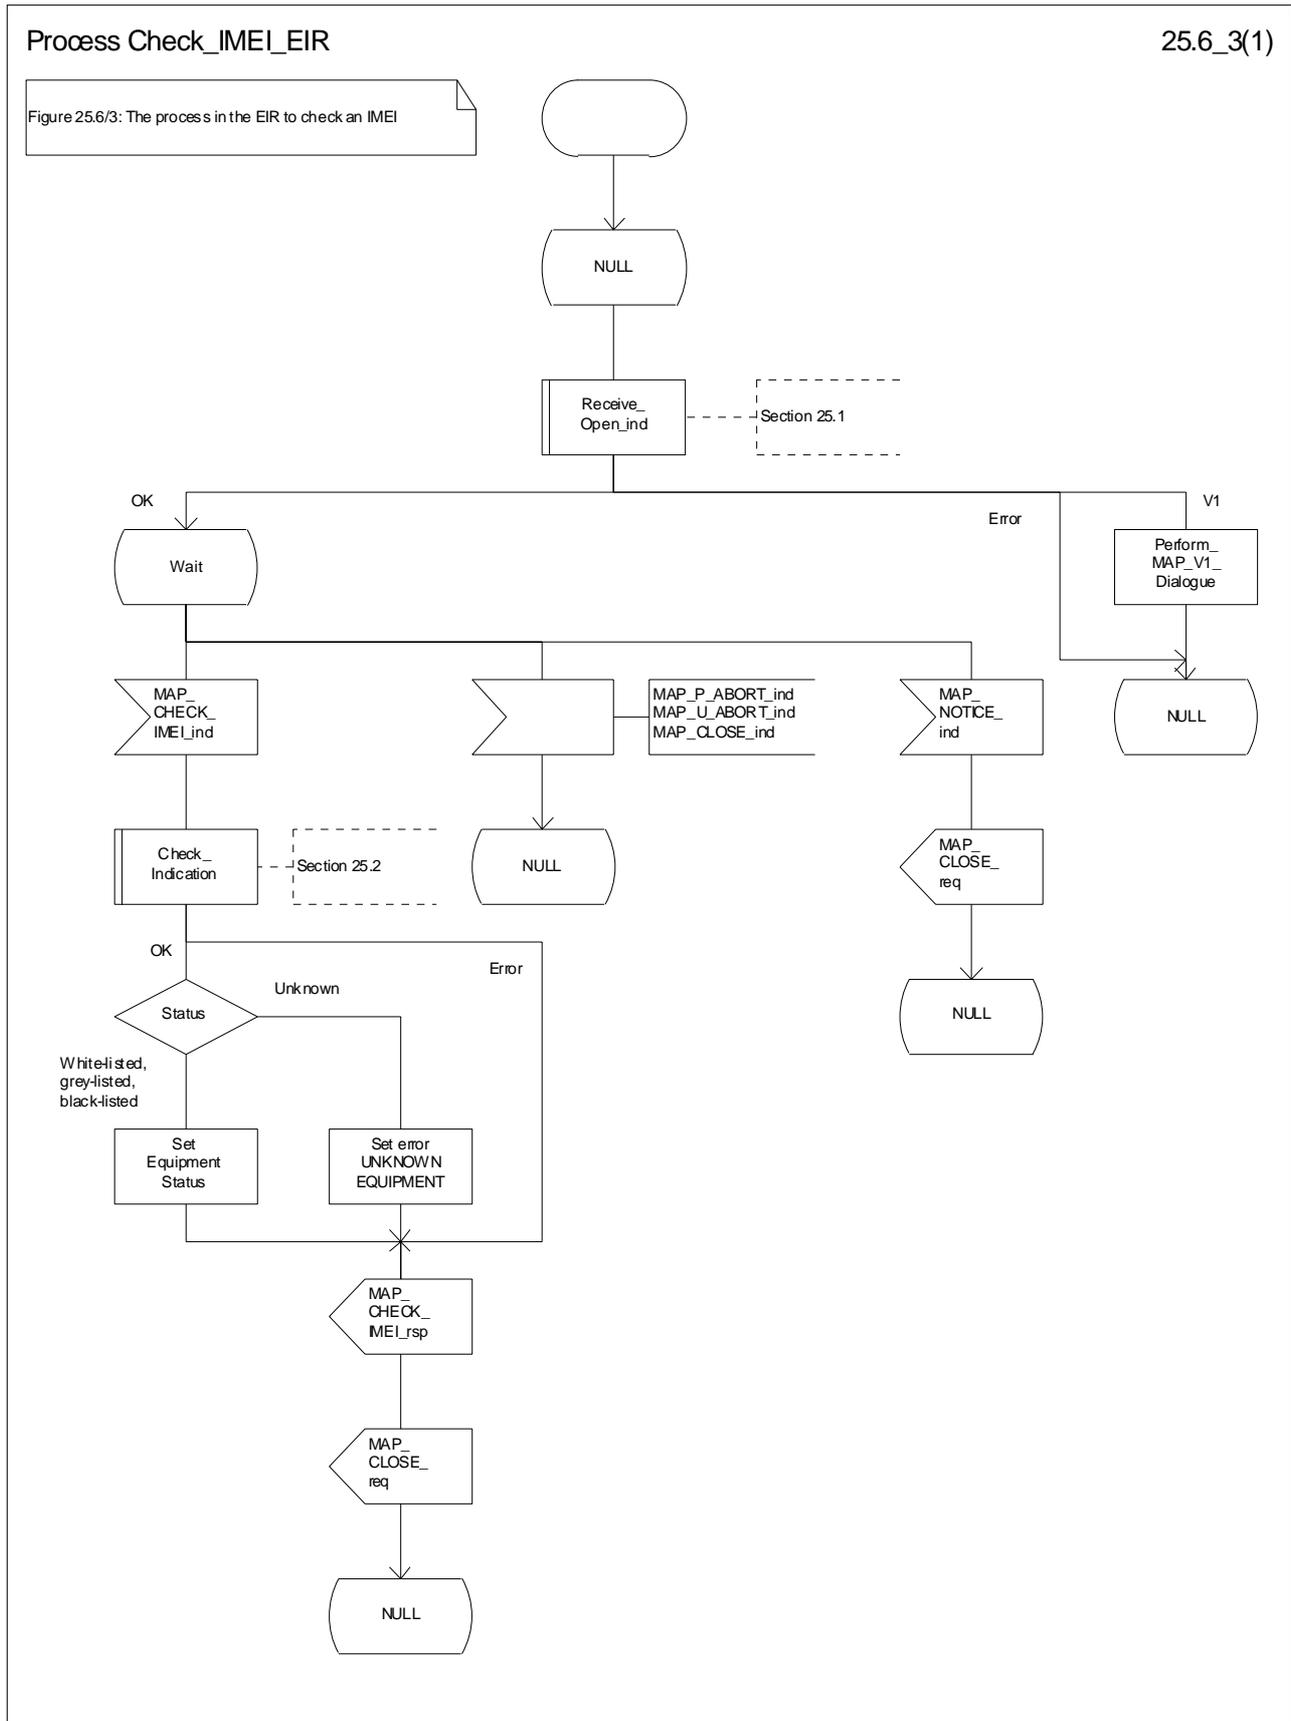 Process Check_IMEI_EIR
25.6_3(1)
Figure 25.6/3: The process in the EIR to check an IMEI
NULL
Receive_
Open_ind
Section 25.1
OK
Error
V1
Wait
Perform_
MAP_V1_
Dialogue
MAP_
CHECK_
IMEI_ind
MAP_P_ABORT_ind
MAP_U_ABORT_ind
MAP_CLOSE_ind
MAP_
NOTICE_
ind
NULL
Check_
Indication
Section 25.2
NULL
MAP_
CLOSE_
req
OK
Error
Unknown
Status
NULL
White-listed,
grey-listed,
black-listed
Set
Equipment
Status
Set error
UNKNOWN
EQUIPMENT
MAP_
CHECK_
IMEI_rsp
MAP_
CLOSE_
req
NULL